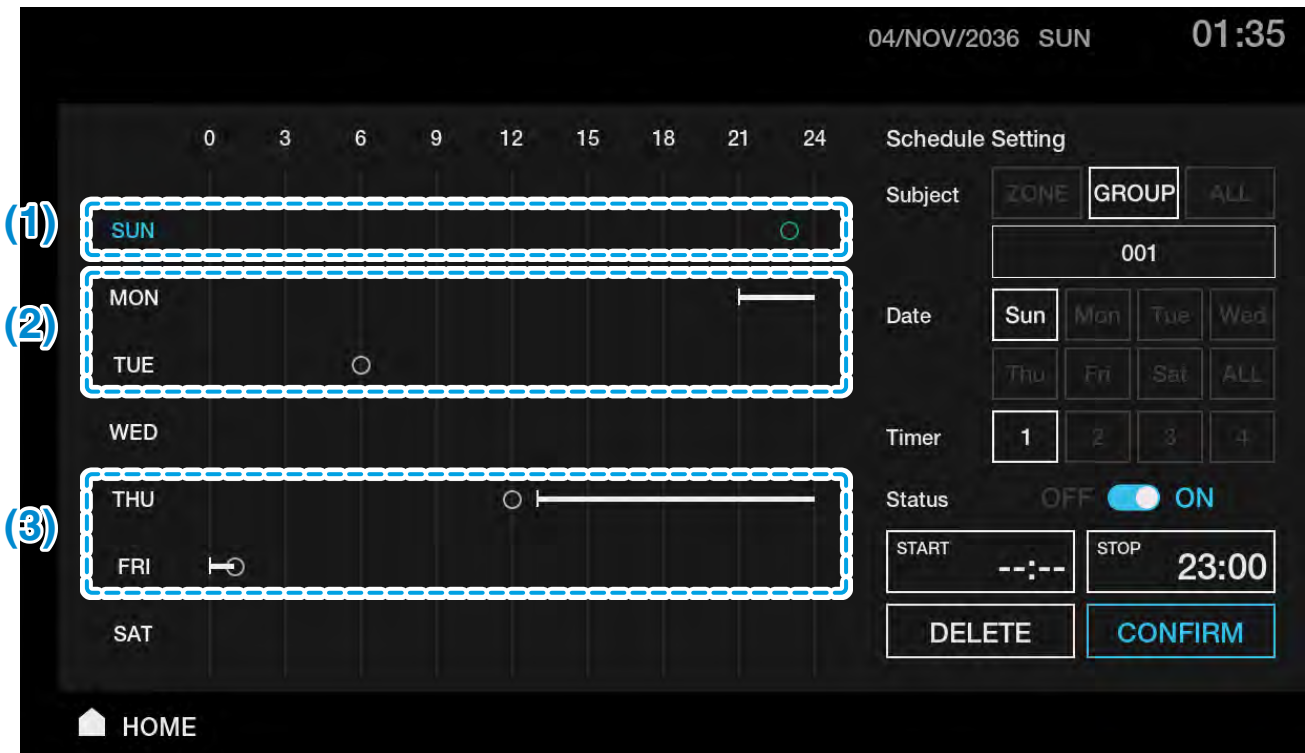 04/NOV/2036 SUN 01:35
0 3 6 9 12 15 18 21 24
Schedule Setting
Subject ZONE GROUP ALL
(1) SUN
001
(2) MON
Date Sun Mon Tue Wed
TUE
Thu Fri Sat ALL
WED
Timer 1 2 3 4
(3) THU
Status OFF ON
FRI
START --:-- STOP 23:00
SAT
DELETE CONFIRM
HOME